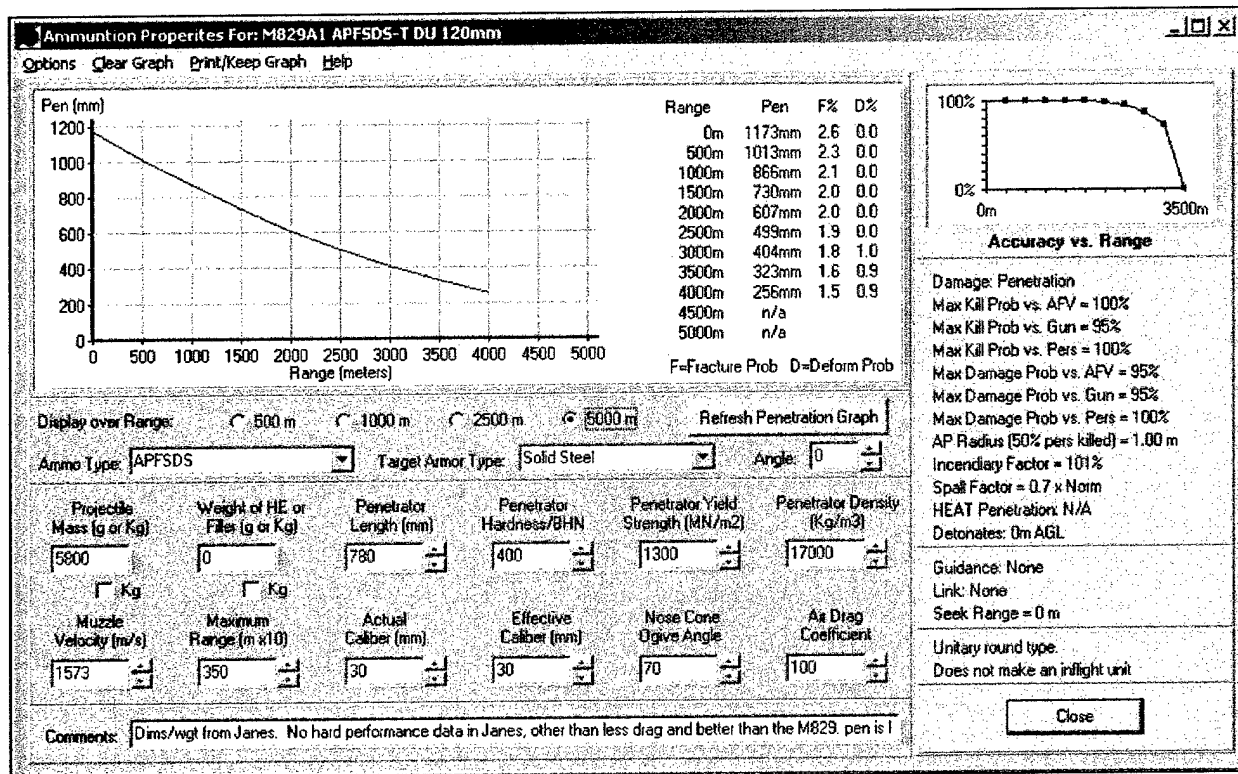 Ammuntion Properites For: M829A1 APFSDS-T DU 120mm
Options Clear Graph Print/Keep Graph Help
Pen (mm)
1200
1000
800
600
400
200
0
0 500 1000 1500 2000 2500 3000 3500 4000 4500 5000
Range (meters)
Range Pen F% D%
0m 1173mm 2.6 0.0
500m 1013mm 2.3 0.0
1000m 866mm 2.1 0.0
1500m 730mm 2.0 0.0
2000m 607mm 2.0 0.0
2500m 499mm 1.9 0.0
3000m 404mm 1.8 1.0
3500m 323mm 1.6 0.9
4000m 256mm 1.5 0.9
4500m n/a
5000m n/a
F=Fracture Prob D=Deform Prob
Display over Range: 500 m 1000 m 2500 m 5000 m Refresh Penetration Graph
Ammo Type: APFSDS Target Armor Type: Solid Steel Angle: 0
Projectile Mass (g or Kg)
5800
Kg
Weight of HE or Filler (g or Kg)
0
Kg
Penetrator Length (mm)
780
Penetrator Hardness/BHN
400
Penetrator Yield Strength (MN/m2)
1300
Penetrator Density (Kg/m3)
17000
Muzzle Velocity (m/s)
1573
Maximum Range (m x10)
350
Actual Caliber (mm)
30
Effective Caliber (mm)
30
Nose Cone Ogive Angle
70
Air Drag Coefficient
100
Comments: Dims/wgt from Janes. No hard performance data in Janes, other than less drag and better than the M829. pen is
100%
0%
0m 3500m
Accuracy vs. Range
Damage: Penetration
Max Kill Prob vs. AFV = 100%
Max Kill Prob vs. Gun = 95%
Max Kill Prob vs. Pers = 100%
Max Damage Prob vs. AFV = 95%
Max Damage Prob vs. Gun = 95%
Max Damage Prob vs. Pers = 100%
AP Radius (50% pers killed) = 1.00 m
Incendiary Factor = 101%
Spall Factor = 0.7 x Norm
HEAT Penetration: N/A
Detonates: 0m AGL
Guidance: None
Link: None
Seek Range = 0 m
Unitary round type.
Does not make an inflight unit
Close